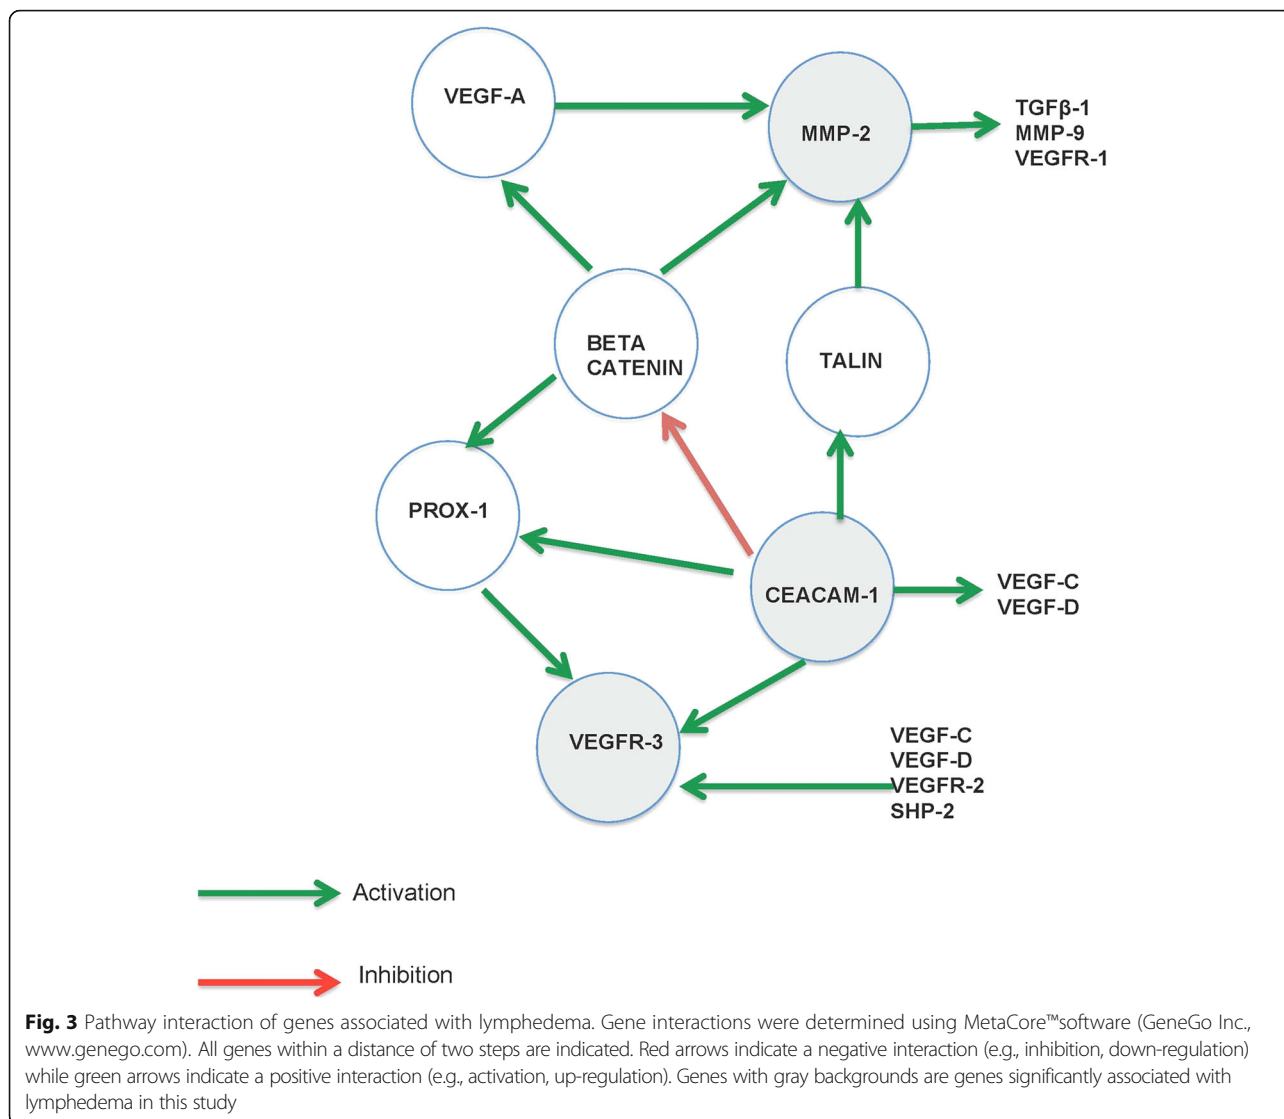 VEGF-A
MMP-2
TGFβ-1
MMP-9
VEGFR-1
BETA
CATENIN
TALIN
PROX-1
CEACAM-1
VEGF-C
VEGF-D
VEGFR-3
VEGF-C
VEGF-D
VEGFR-2
SHP-2
Activation
Inhibition
Fig. 3 Pathway interaction of genes associated with lymphedema. Gene interactions were determined using MetaCore™software (GeneGo Inc.,
www.genego.com). All genes within a distance of two steps are indicated. Red arrows indicate a negative interaction (e.g., inhibition, down-regulation)
while green arrows indicate a positive interaction (e.g., activation, up-regulation). Genes with gray backgrounds are genes significantly associated with
lymphedema in this study